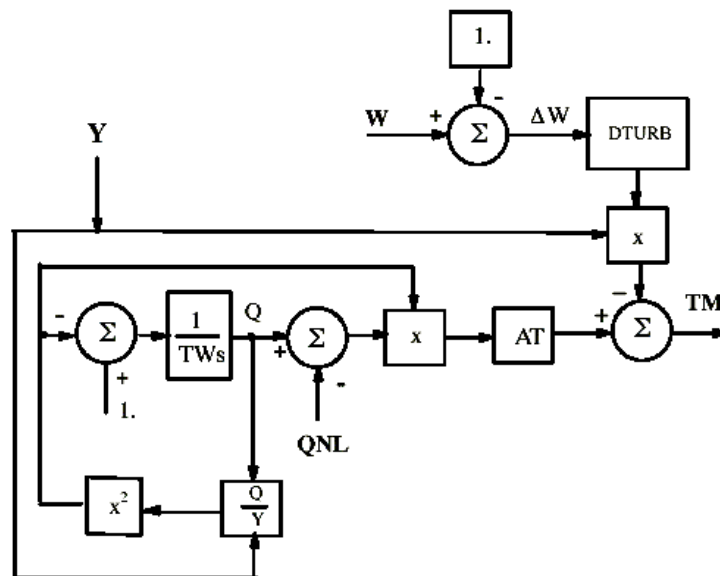 1.
-
+
W
Σ
ΔW
DTURB
Y
x
−
TM
-
Σ
+
1.
1
TWs
Q
+
Σ
-
QNL
x
AT
+
Σ
x²
Q
Y